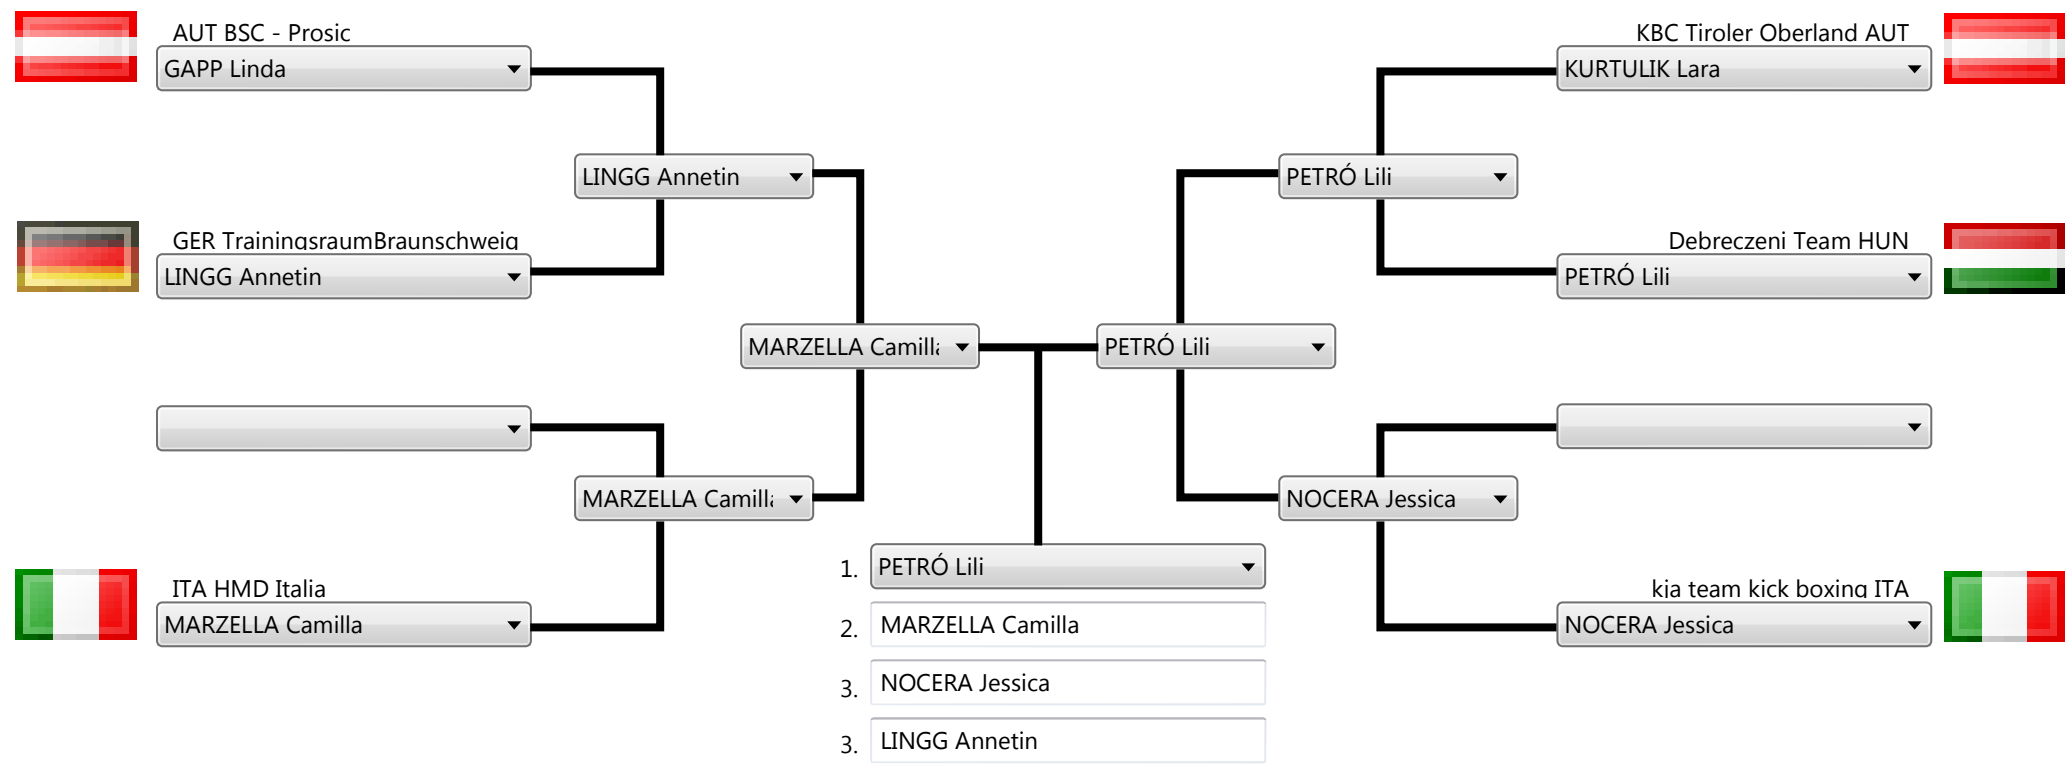 AUT BSC - Prosic
KBC Tiroler Oberland AUT
GAPP Linda
KURTULIK Lara
LINGG Annetin
PETRÓ Lili
GER TrainingsraumBraunschweig
Debreczeni Team HUN
LINGG Annetin
PETRÓ Lili
MARZELLA Camilla
PETRÓ Lili
MARZELLA Camilla
NOCERA Jessica
1. PETRÓ Lili
ITA HMD Italia
kia team kick boxing ITA
MARZELLA Camilla
2. MARZELLA Camilla
NOCERA Jessica
3. NOCERA Jessica
3. LINGG Annetin